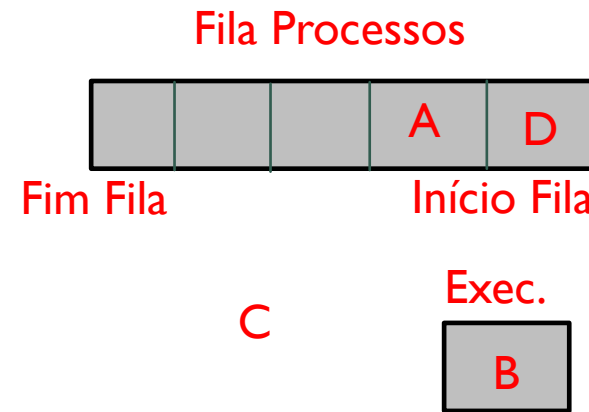 Fila Processos
A D
Fim Fila Início Fila
Exec.
C
B